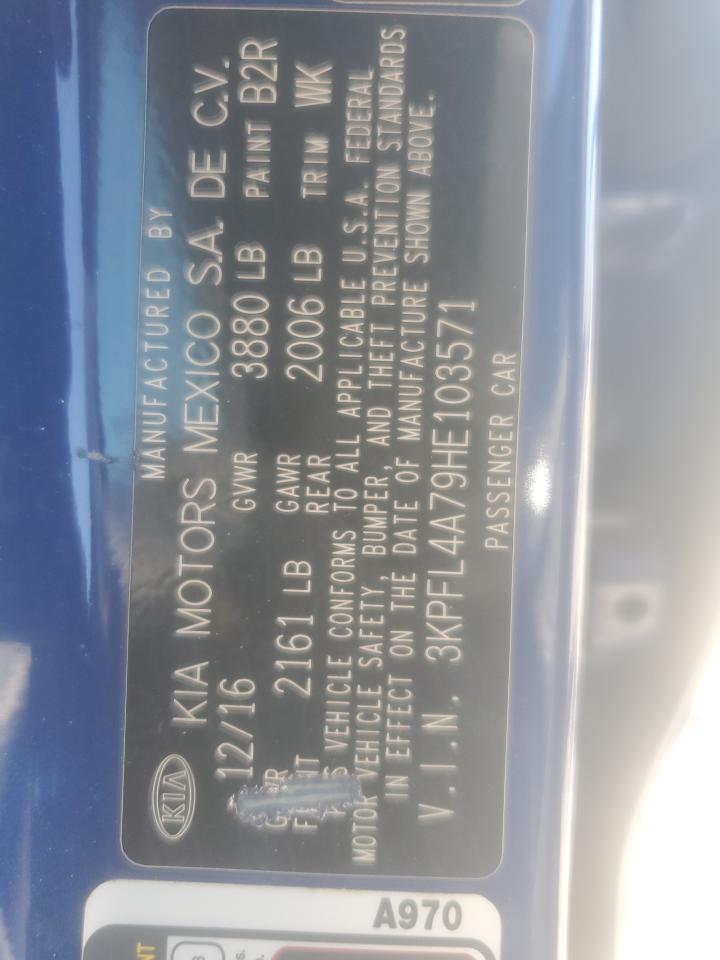 KIA
MANUFACTURED BY
KIA MOTORS MEXICO S.A. DE C.V.
12/16 GVWR 3880 LB PAINT B2R
2161 LB GAWR REAR 2006 LB TRIM WK
VEHICLE CONFORMS TO ALL APPLICABLE U.S.A. FEDERAL
MOTOR VEHICLE SAFETY, BUMPER, AND THEFT PREVENTION STANDARDS
IN EFFECT ON THE DATE OF MANUFACTURE SHOWN ABOVE.
V.I.N. 3KPFL4A79HE103571
PASSENGER CAR
A970